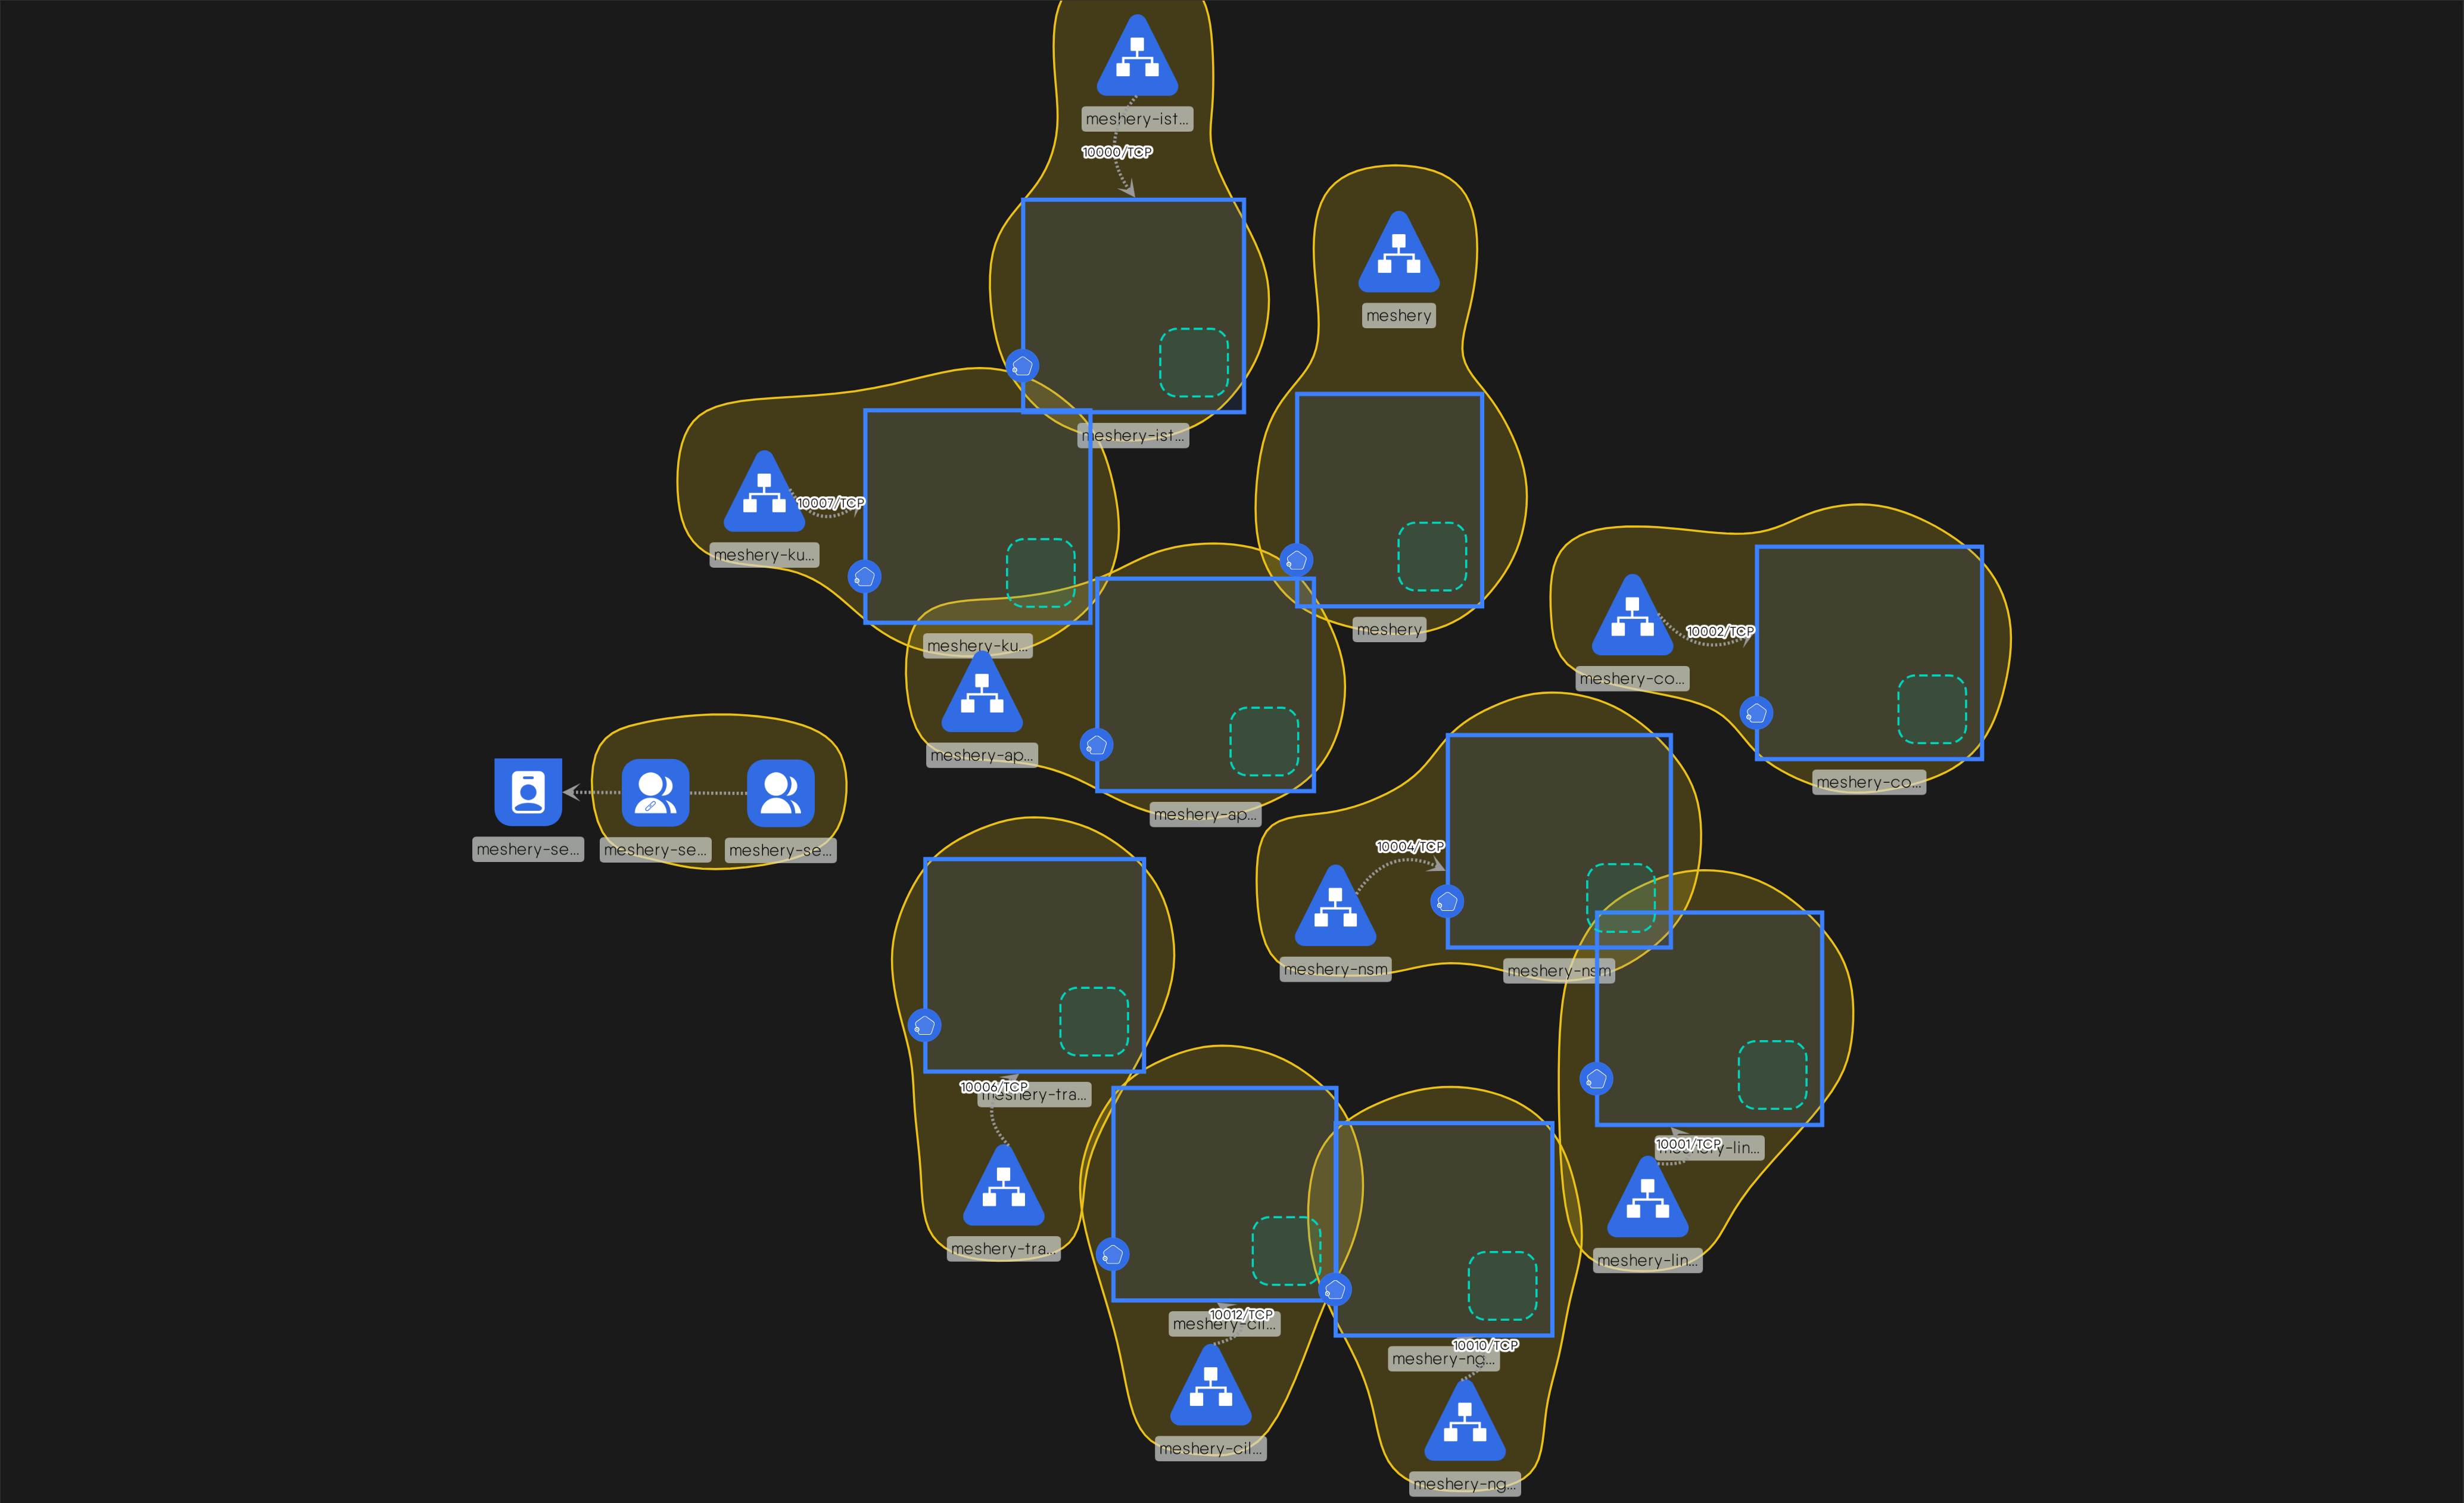 meshery-ist...
10000/TCP
meshery-ist...
meshery
meshery
10007/TCP
meshery-ku...
meshery-ku...
meshery-ap...
meshery-ap...
10002/TCP
meshery-co...
meshery-co...
meshery-se...
meshery-se...
meshery-se...
10004/TCP
meshery-nsm
meshery-nsm
10006/TCP
meshery-tra...
meshery-tra...
10001/TCP
meshery-lin...
meshery-lin...
10012/TCP
meshery-cil...
meshery-cil...
10010/TCP
meshery-ng...
meshery-ng...